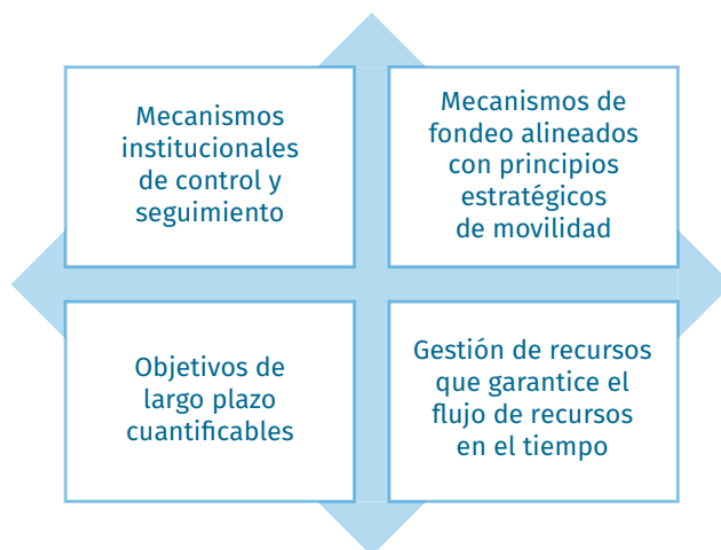 Mecanismos
institucionales
de control y
seguimiento
Mecanismos de
fondeo alineados
con principios
estratégicos
de movilidad
Objetivos de
largo plazo
cuantificables
Gestión de recursos
que garantice el
flujo de recursos
en el tiempo